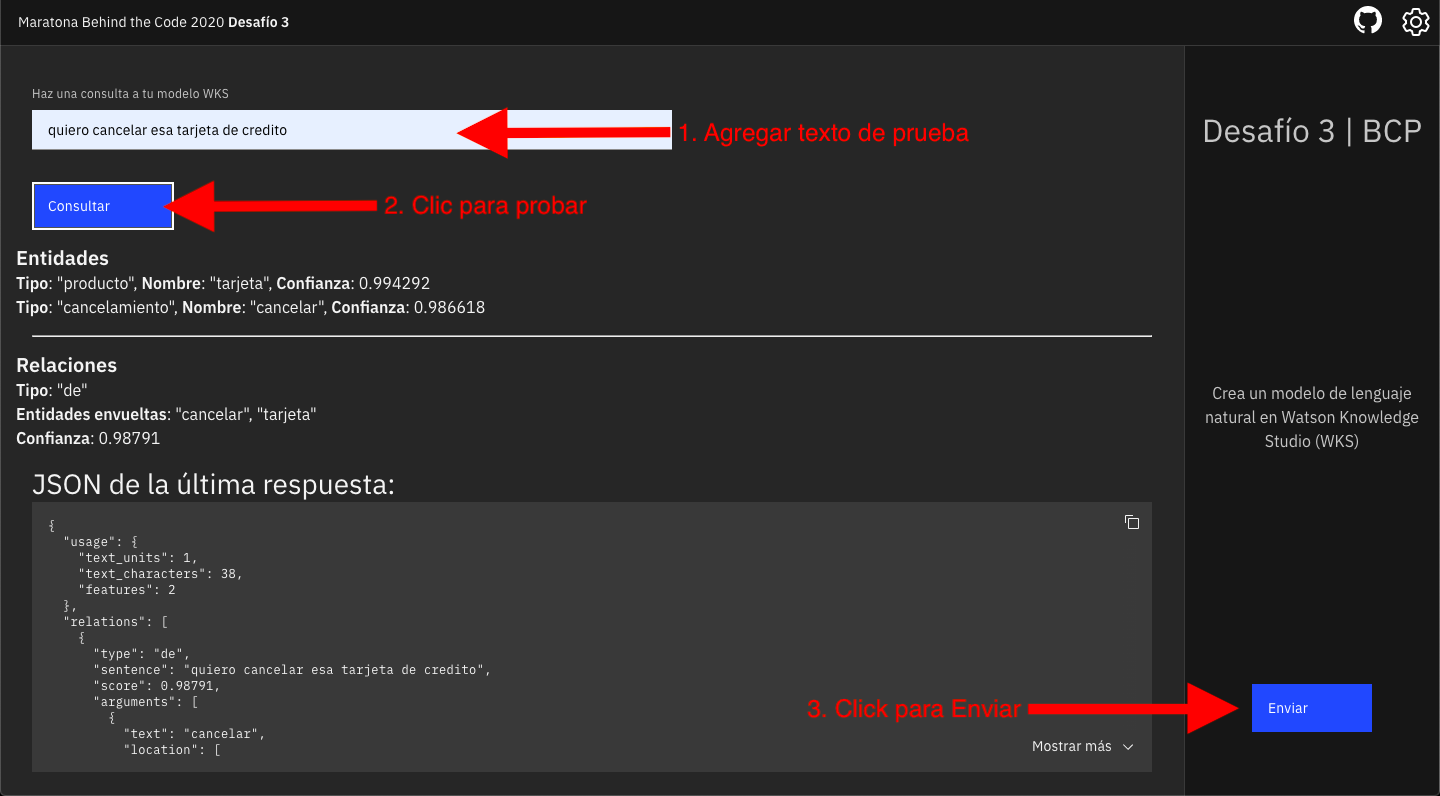 Maratona Behind the Code 2020 Desafío 3
Haz una consulta a tu modelo WKS
quiero cancelar esa tarjeta de credito
1. Agregar texto de prueba
Consultar
2. Clic para probar
Entidades
Tipo: "producto", Nombre: "tarjeta", Confianza: 0.994292
Tipo: "cancelamiento", Nombre: "cancelar", Confianza: 0.986618
Relaciones
Tipo: "de"
Entidades envueltas: "cancelar", "tarjeta"
Confianza: 0.98791
JSON de la última respuesta:
{
"usage": {
"text_units": 1,
"text_characters": 38,
"features": 2
},
"relations": [
{
"type": "de",
"sentence": "quiero cancelar esa tarjeta de credito",
"score": 0.98791,
"arguments": [
{
"text": "cancelar",
"location": [
Mostrar más
Desafío 3 | BCP
Crea un modelo de lenguaje
natural en Watson Knowledge
Studio (WKS)
3. Click para Enviar
Enviar